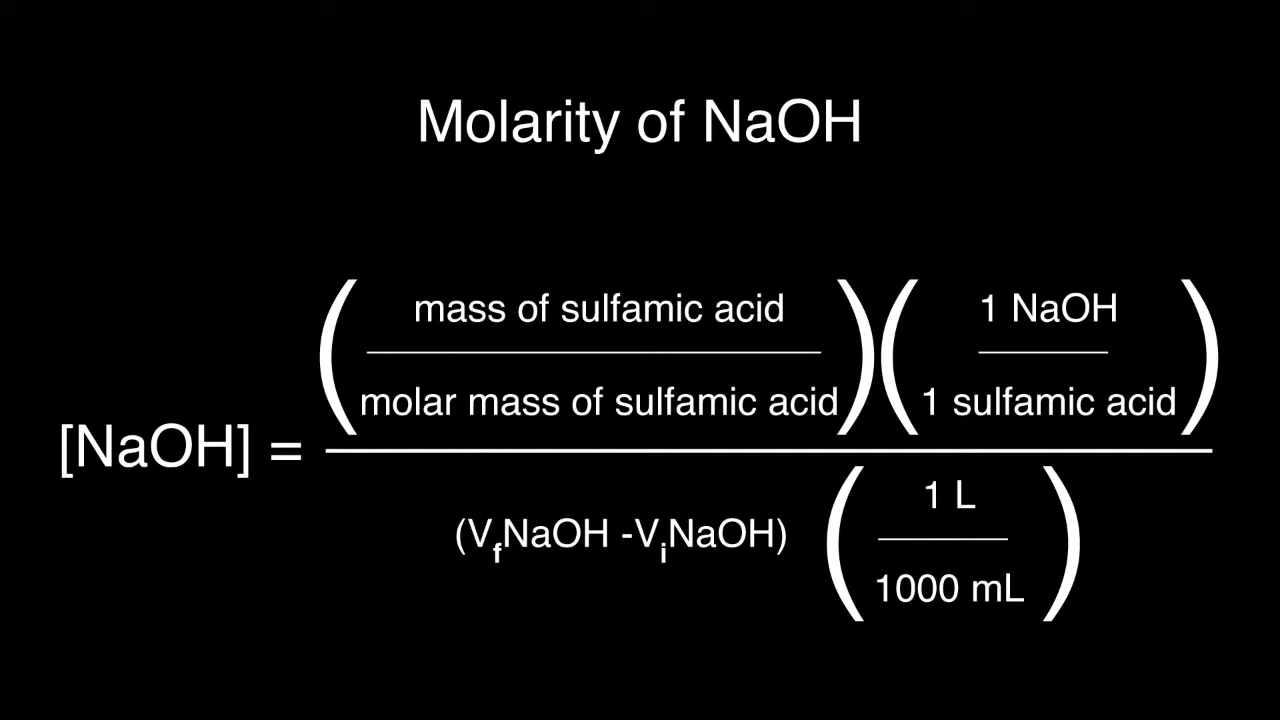 Molarity of NaOH
mass of sulfamic acid
molar mass of sulfamic acid
1 NaOH
1 sulfamic acid
[NaOH] =
(VfNaOH -ViNaOH)
1 L
1000 mL